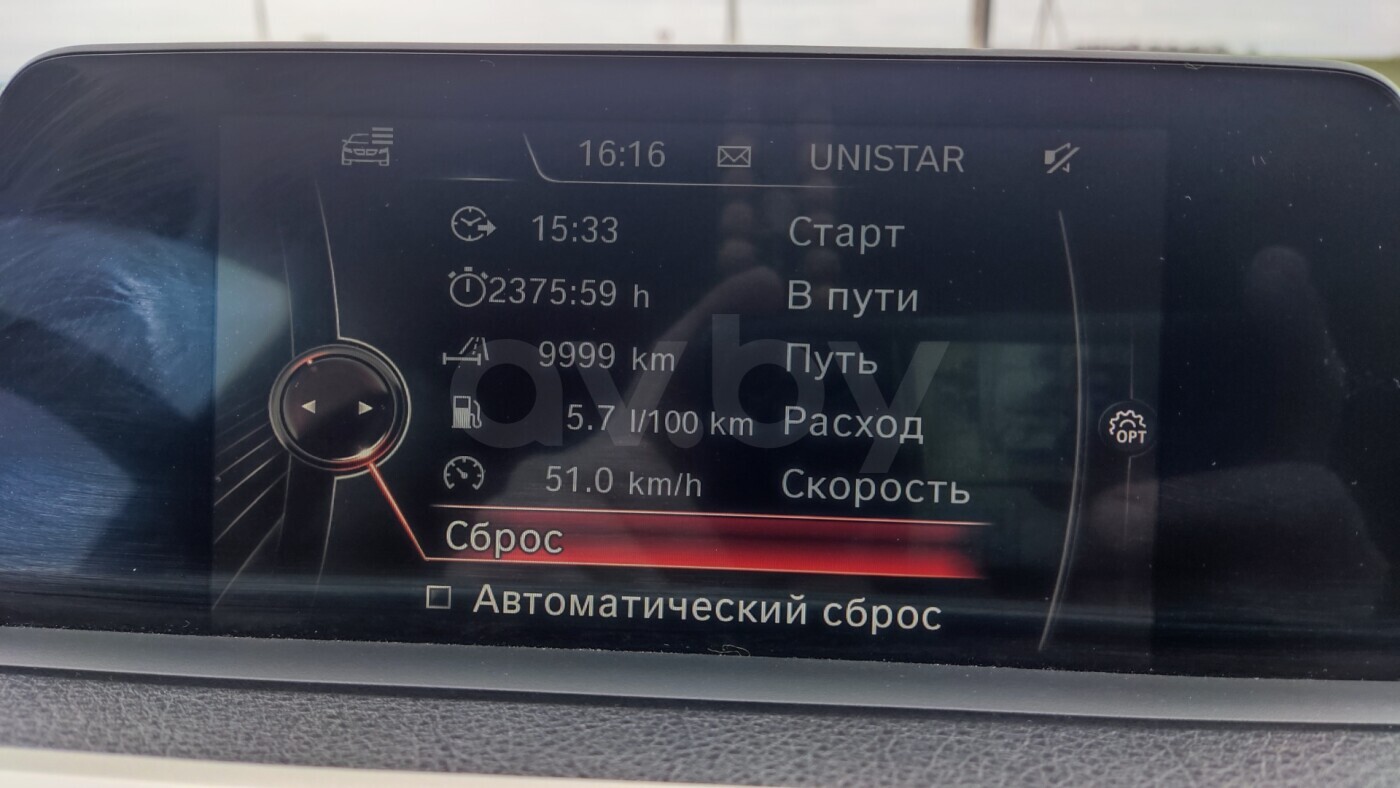 16:16 UNISTAR
15:33 Старт
2375:59 h В пути
9999 km Путь
5.7 l/100 km Расход
51.0 km/h Скорость
Сброс
Автоматический сброс
OPT
av.by